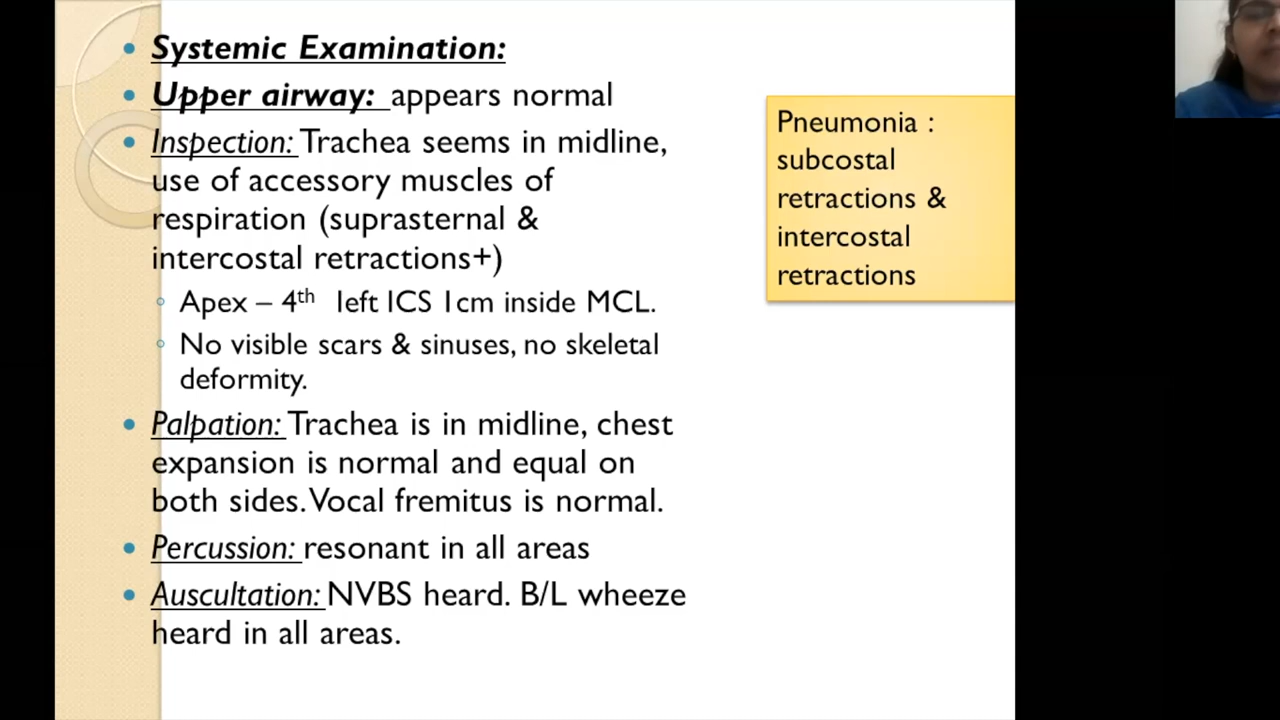 Systemic Examination:
Upper airway: appears normal
Inspection: Trachea seems in midline,
use of accessory muscles of
respiration (suprasternal &
intercostal retractions+)
Apex – 4th left ICS 1cm inside MCL.
No visible scars & sinuses, no skeletal
deformity.
Palpation: Trachea is in midline, chest
expansion is normal and equal on
both sides. Vocal fremitus is normal.
Percussion: resonant in all areas
Auscultation: NVBS heard. B/L wheeze
heard in all areas.
Pneumonia :
subcostal
retractions &
intercostal
retractions